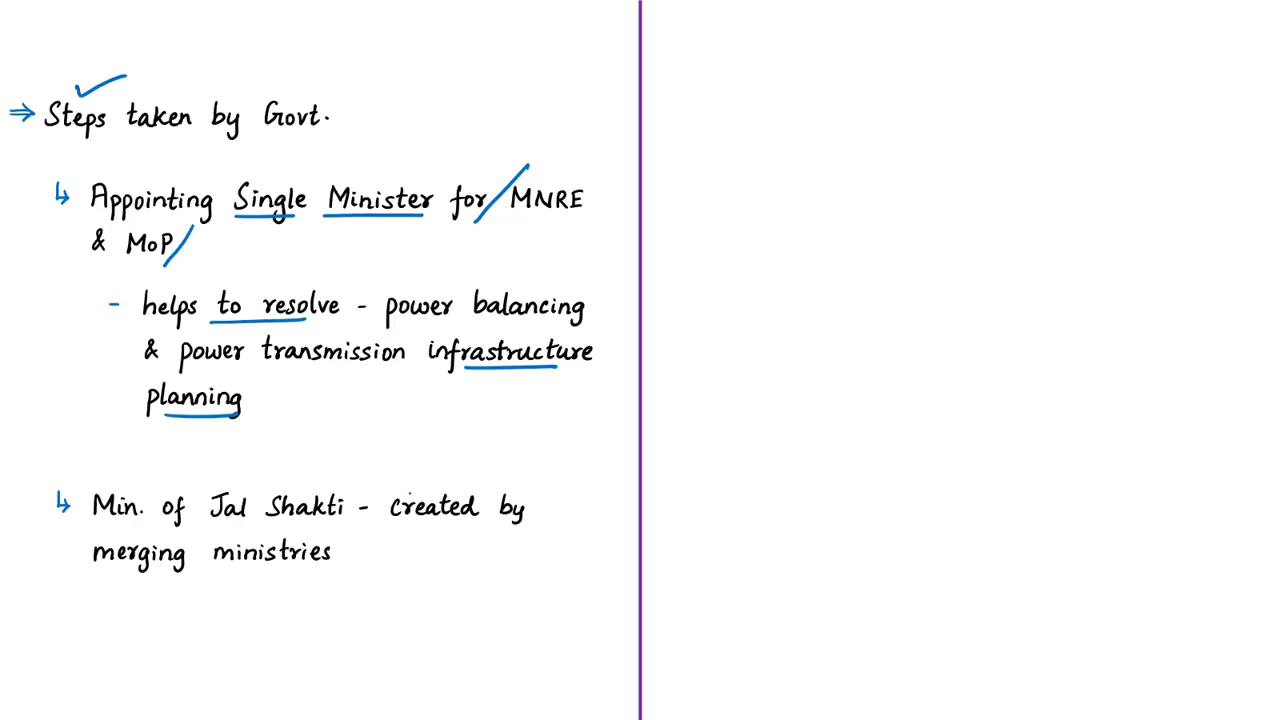 ⇒ Steps taken by Govt.
↳ Appointing Single Minister for MNRE
& MoP
- helps to resolve - power balancing
& power transmission infrastructure
planning
↳ Min. of Jal Shakti - created by
merging ministries